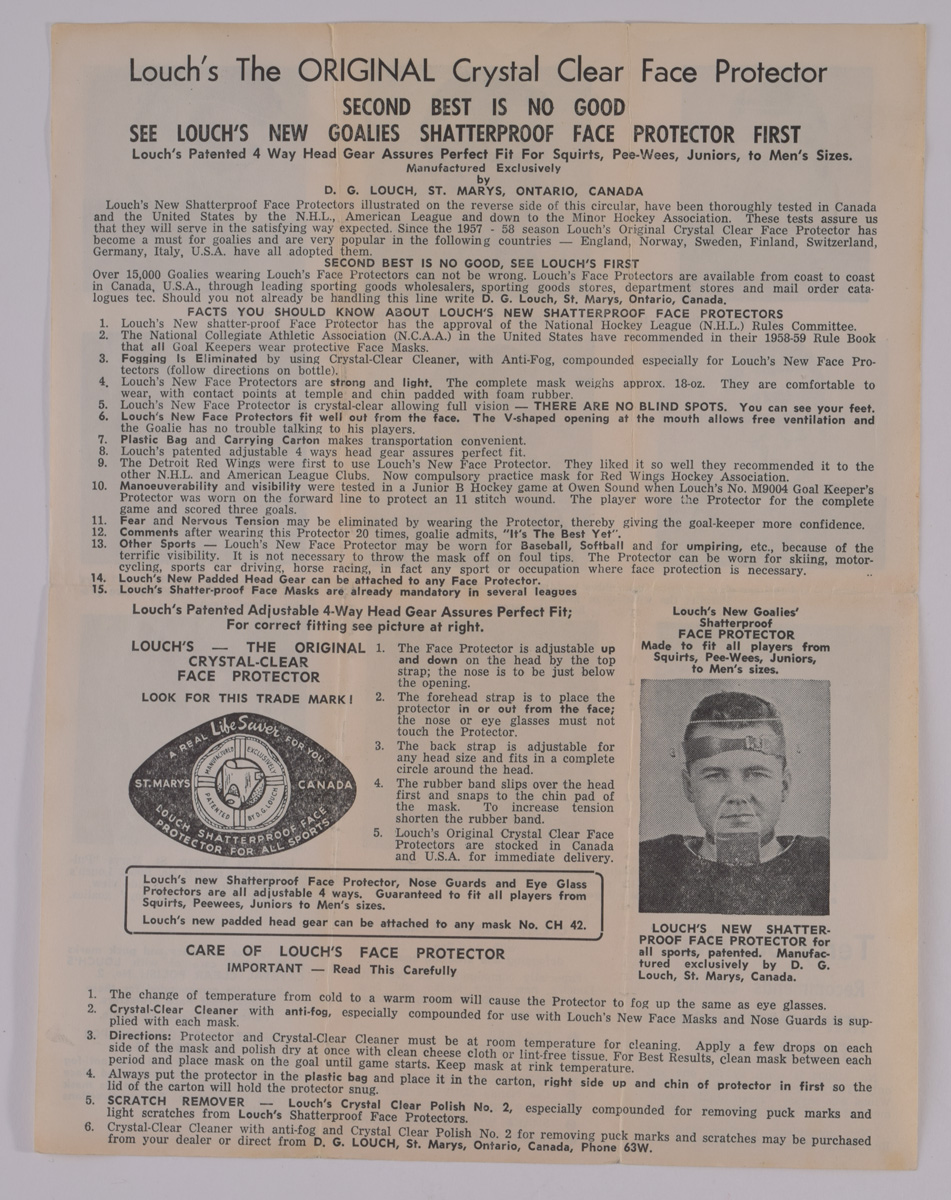 Louch's The ORIGINAL Crystal Clear Face Protector
SECOND BEST IS NO GOOD
SEE LOUCH'S NEW GOALIES SHATTERPROOF FACE PROTECTOR FIRST
Louch's Patented 4 Way Head Gear Assures Perfect Fit For Squirts, Pee-Wees, Juniors, to Men's Sizes.
Manufactured Exclusively
by
D. G. LOUCH, ST. MARYS, ONTARIO, CANADA
Louch's New Shatterproof Face Protectors illustrated on the reverse side of this circular, have been thoroughly tested in Canada
and the United States by the N.H.L., American League and down to the Minor Hockey Association. These tests assure us
that they will serve in the satisfying way expected. Since the 1957 - 58 season Louch's Original Crystal Clear Face Protector has
become a must for goalies and are very popular in the following countries — England, Norway, Sweden, Finland, Switzerland,
Germany, Italy, U.S.A. have all adopted them.
SECOND BEST IS NO GOOD, SEE LOUCH'S FIRST
Over 15,000 Goalies wearing Louch's Face Protectors can not be wrong. Louch's Face Protectors are available from coast to coast
in Canada, U.S.A., through leading sporting goods wholesalers, sporting goods stores, department stores and mail order cata-
logues tec. Should you not already be handling this line write D. G. Louch, St. Marys, Ontario, Canada.
FACTS YOU SHOULD KNOW ABOUT LOUCH'S NEW SHATTERPROOF FACE PROTECTORS
1. Louch's New shatter-proof Face Protector has the approval of the National Hockey League (N.H.L.) Rules Committee.
2. The National Collegiate Athletic Association (N.C.A.A.) in the United States have recommended in their 1958-59 Rule Book
that all Goal Keepers wear protective Face Masks.
3. Fogging Is Eliminated by using Crystal-Clear Cleaner, with Anti-Fog, compounded especially for Louch's New Face Pro-
tectors (follow directions on bottle).
4. Louch's New Face Protectors are strong and light. The complete mask weighs approx. 18-oz. They are comfortable to
wear, with contact points at temple and chin padded with foam rubber.
5. Louch's New Face Protector is crystal-clear allowing full vision — THERE ARE NO BLIND SPOTS. You can see your feet.
6. Louch's New Face Protectors fit well out from the face. The V-shaped opening at the mouth allows free ventilation and
the Goalie has no trouble talking to his players.
7. Plastic Bag and Carrying Carton makes transportation convenient.
8. Louch's patented adjustable 4 ways head gear assures perfect fit.
9. The Detroit Red Wings were first to use Louch's New Face Protector. They liked it so well they recommended it to the
other N.H.L. and American League Clubs. Now compulsory practice mask for Red Wings Hockey Association.
10. Manoeuverability and visibility were tested in a Junior B Hockey game at Owen Sound when Louch's No. M9004 Goal Keeper's
Protector was worn on the forward line to protect an 11 stitch wound. The player wore the Protector for the complete
game and scored three goals.
11. Fear and Nervous Tension may be eliminated by wearing the Protector, thereby giving the goal-keeper more confidence.
12. Comments after wearing this Protector 20 times, goalie admits, "It's The Best Yet".
13. Other Sports — Louch's New Face Protector may be worn for Baseball, Softball and for umpiring, etc., because of the
terrific visibility. It is not necessary to throw the mask off on foul tips. The Protector can be worn for skiing, motor-
cycling, sports car driving, horse racing, in fact any sport or occupation where face protection is necessary.
14. Louch's New Padded Head Gear can be attached to any Face Protector.
15. Louch's Shatter-proof Face Masks are already mandatory in several leagues
Louch's Patented Adjustable 4-Way Head Gear Assures Perfect Fit;
For correct fitting see picture at right.
LOUCH'S — THE ORIGINAL
CRYSTAL-CLEAR
FACE PROTECTOR
LOOK FOR THIS TRADE MARK!
A REAL Life Saver FOR YOU
MANUFACTURED EXCLUSIVELY
ST. MARYS CANADA
PATENTED BY D. G. LOUCH
LOUCH SHATTERPROOF FACE
PROTECTOR FOR ALL SPORTS
1. The Face Protector is adjustable up
and down on the head by the top
strap; the nose is to be just below
the opening.
2. The forehead strap is to place the
protector in or out from the face;
the nose or eye glasses must not
touch the Protector.
3. The back strap is adjustable for
any head size and fits in a complete
circle around the head.
4. The rubber band slips over the head
first and snaps to the chin pad of
the mask. To increase tension
shorten the rubber band.
5. Louch's Original Crystal Clear Face
Protectors are stocked in Canada
and U.S.A. for immediate delivery.
Louch's New Goalies'
Shatterproof
FACE PROTECTOR
Made to fit all players from
Squirts, Pee-Wees, Juniors,
to Men's sizes.
LOUCH'S NEW SHATTER-
PROOF FACE PROTECTOR for
all sports, patented. Manufac-
tured exclusively by D. G.
Louch, St. Marys, Canada.
Louch's new Shatterproof Face Protector, Nose Guards and Eye Glass
Protectors are all adjustable 4 ways. Guaranteed to fit all players from
Squirts, Peewees, Juniors to Men's sizes.
Louch's new padded head gear can be attached to any mask No. CH 42.
CARE OF LOUCH'S FACE PROTECTOR
IMPORTANT — Read This Carefully
1. The change of temperature from cold to a warm room will cause the Protector to fog up the same as eye glasses.
2. Crystal-Clear Cleaner with anti-fog, especially compounded for use with Louch's New Face Masks and Nose Guards is sup-
plied with each mask.
3. Directions: Protector and Crystal-Clear Cleaner must be at room temperature for cleaning. Apply a few drops on each
side of the mask and polish dry at once with clean cheese cloth or lint-free tissue. For Best Results, clean mask between each
period and place mask on the goal until game starts. Keep mask at rink temperature.
4. Always put the protector in the plastic bag and place it in the carton, right side up and chin of protector in first so the
lid of the carton will hold the protector snug.
5. SCRATCH REMOVER — Louch's Crystal Clear Polish No. 2, especially compounded for removing puck marks and
light scratches from Louch's Shatterproof Face Protectors.
6. Crystal-Clear Cleaner with anti-fog and Crystal Clear Polish No. 2 for removing puck marks and scratches may be purchased
from your dealer or direct from D. G. LOUCH, St. Marys, Ontario, Canada, Phone 63W.